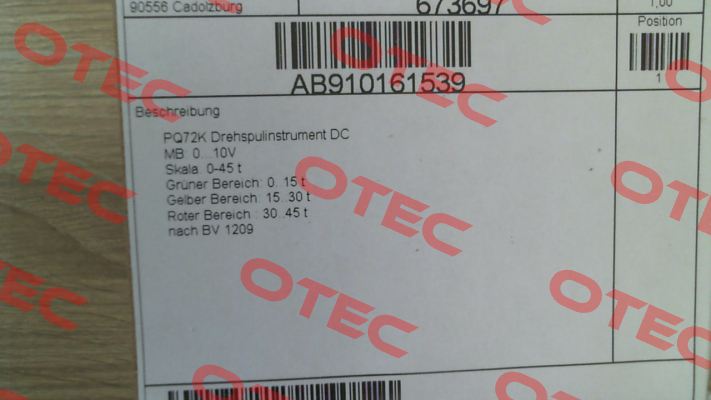 90556 Cadolzburg
673697
1,00
Position
AB910161539
1
Beschreibung
PQ72K Drehspulinstrument DC
MB: 0...10V
Skala: 0-45 t
Grüner Bereich: 0..15 t
Gelber Bereich: 15..30 t
Roter Bereich : 30..45 t
nach BV 1209
OTEC
OTEC
OTEC
OTEC
OTEC
OTEC
OTEC
OTEC
OTEC